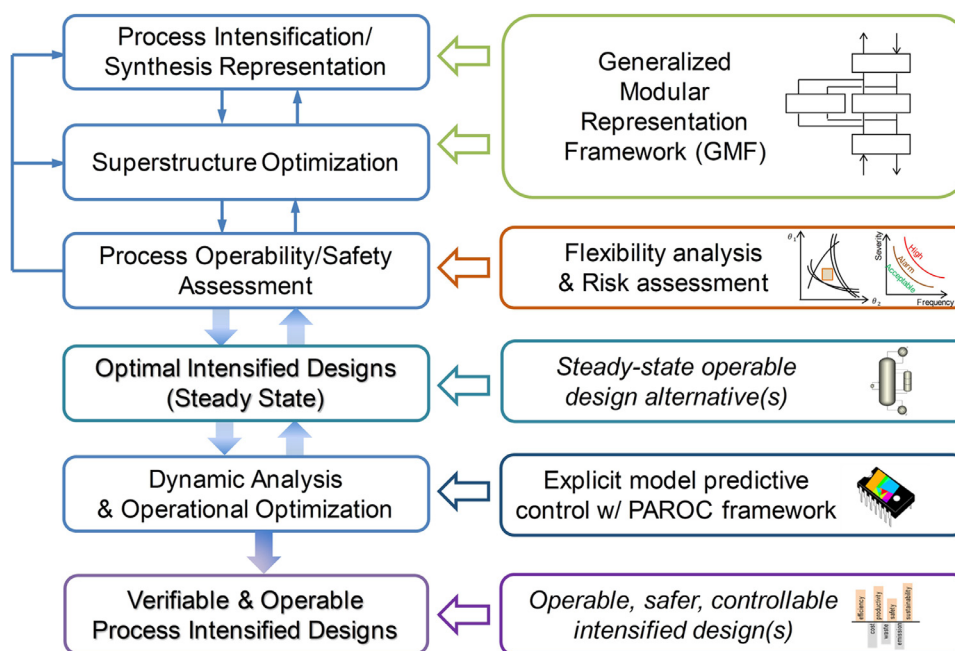 Process Intensification/
Synthesis Representation
Generalized
Modular
Representation
Framework (GMF)
Superstructure Optimization
Process Operability/Safety
Assessment
Flexibility analysis
& Risk assessment
θ1
θ2
Severity
High
Alarm
Acceptable
Frequency
Optimal Intensified Designs
(Steady State)
Steady-state operable
design alternative(s)
Dynamic Analysis
& Operational Optimization
Explicit model predictive
control w/ PAROC framework
Verifiable & Operable
Process Intensified Designs
Operable, safer, controllable
intensified design(s)
efficiency
cost
productivity
waste
safety
emission
sustainability